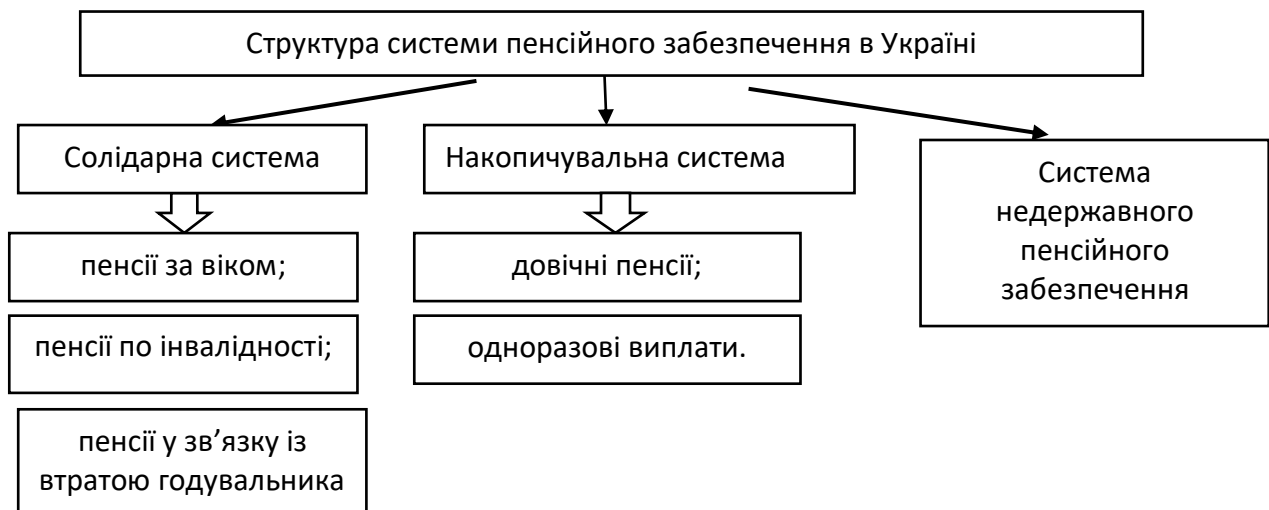 Структура системи пенсійного забезпечення в Україні
Солідарна система
пенсії за віком;
пенсії по інвалідності;
пенсії у зв’язку із
втратою годувальника
Накопичувальна система
довічні пенсії;
одноразові виплати.
Система
недержавного
пенсійного
забезпечення